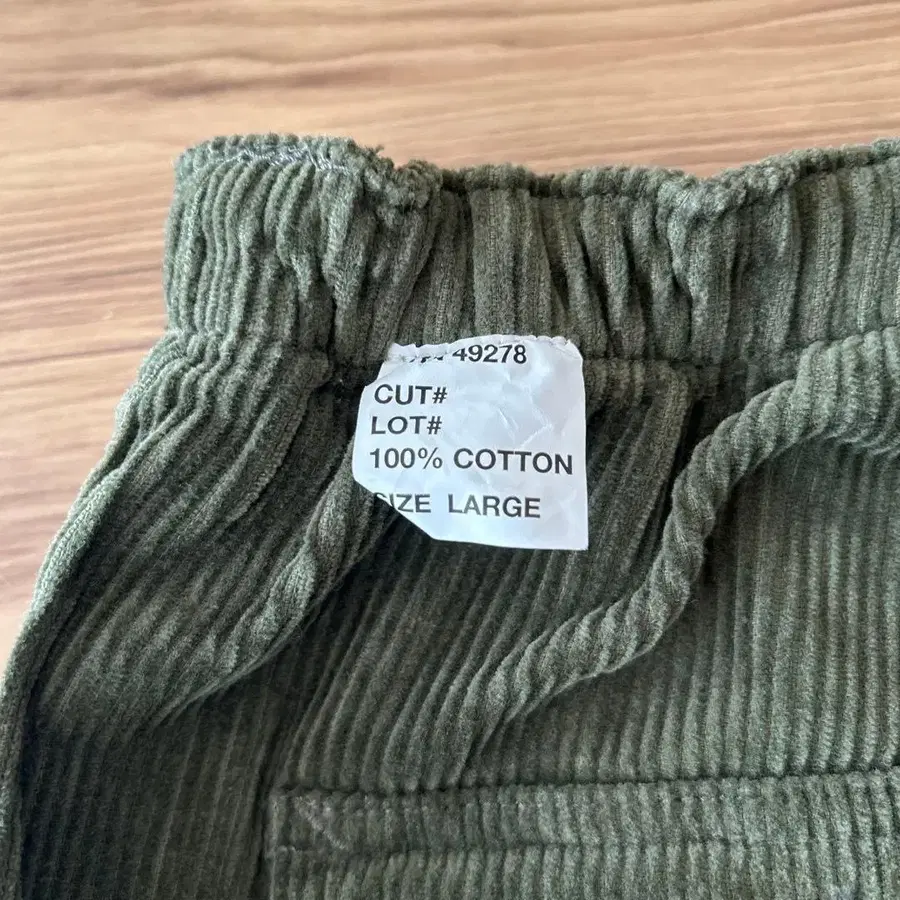 49278
CUT#
LOT#
100% COTTON
SIZE LARGE